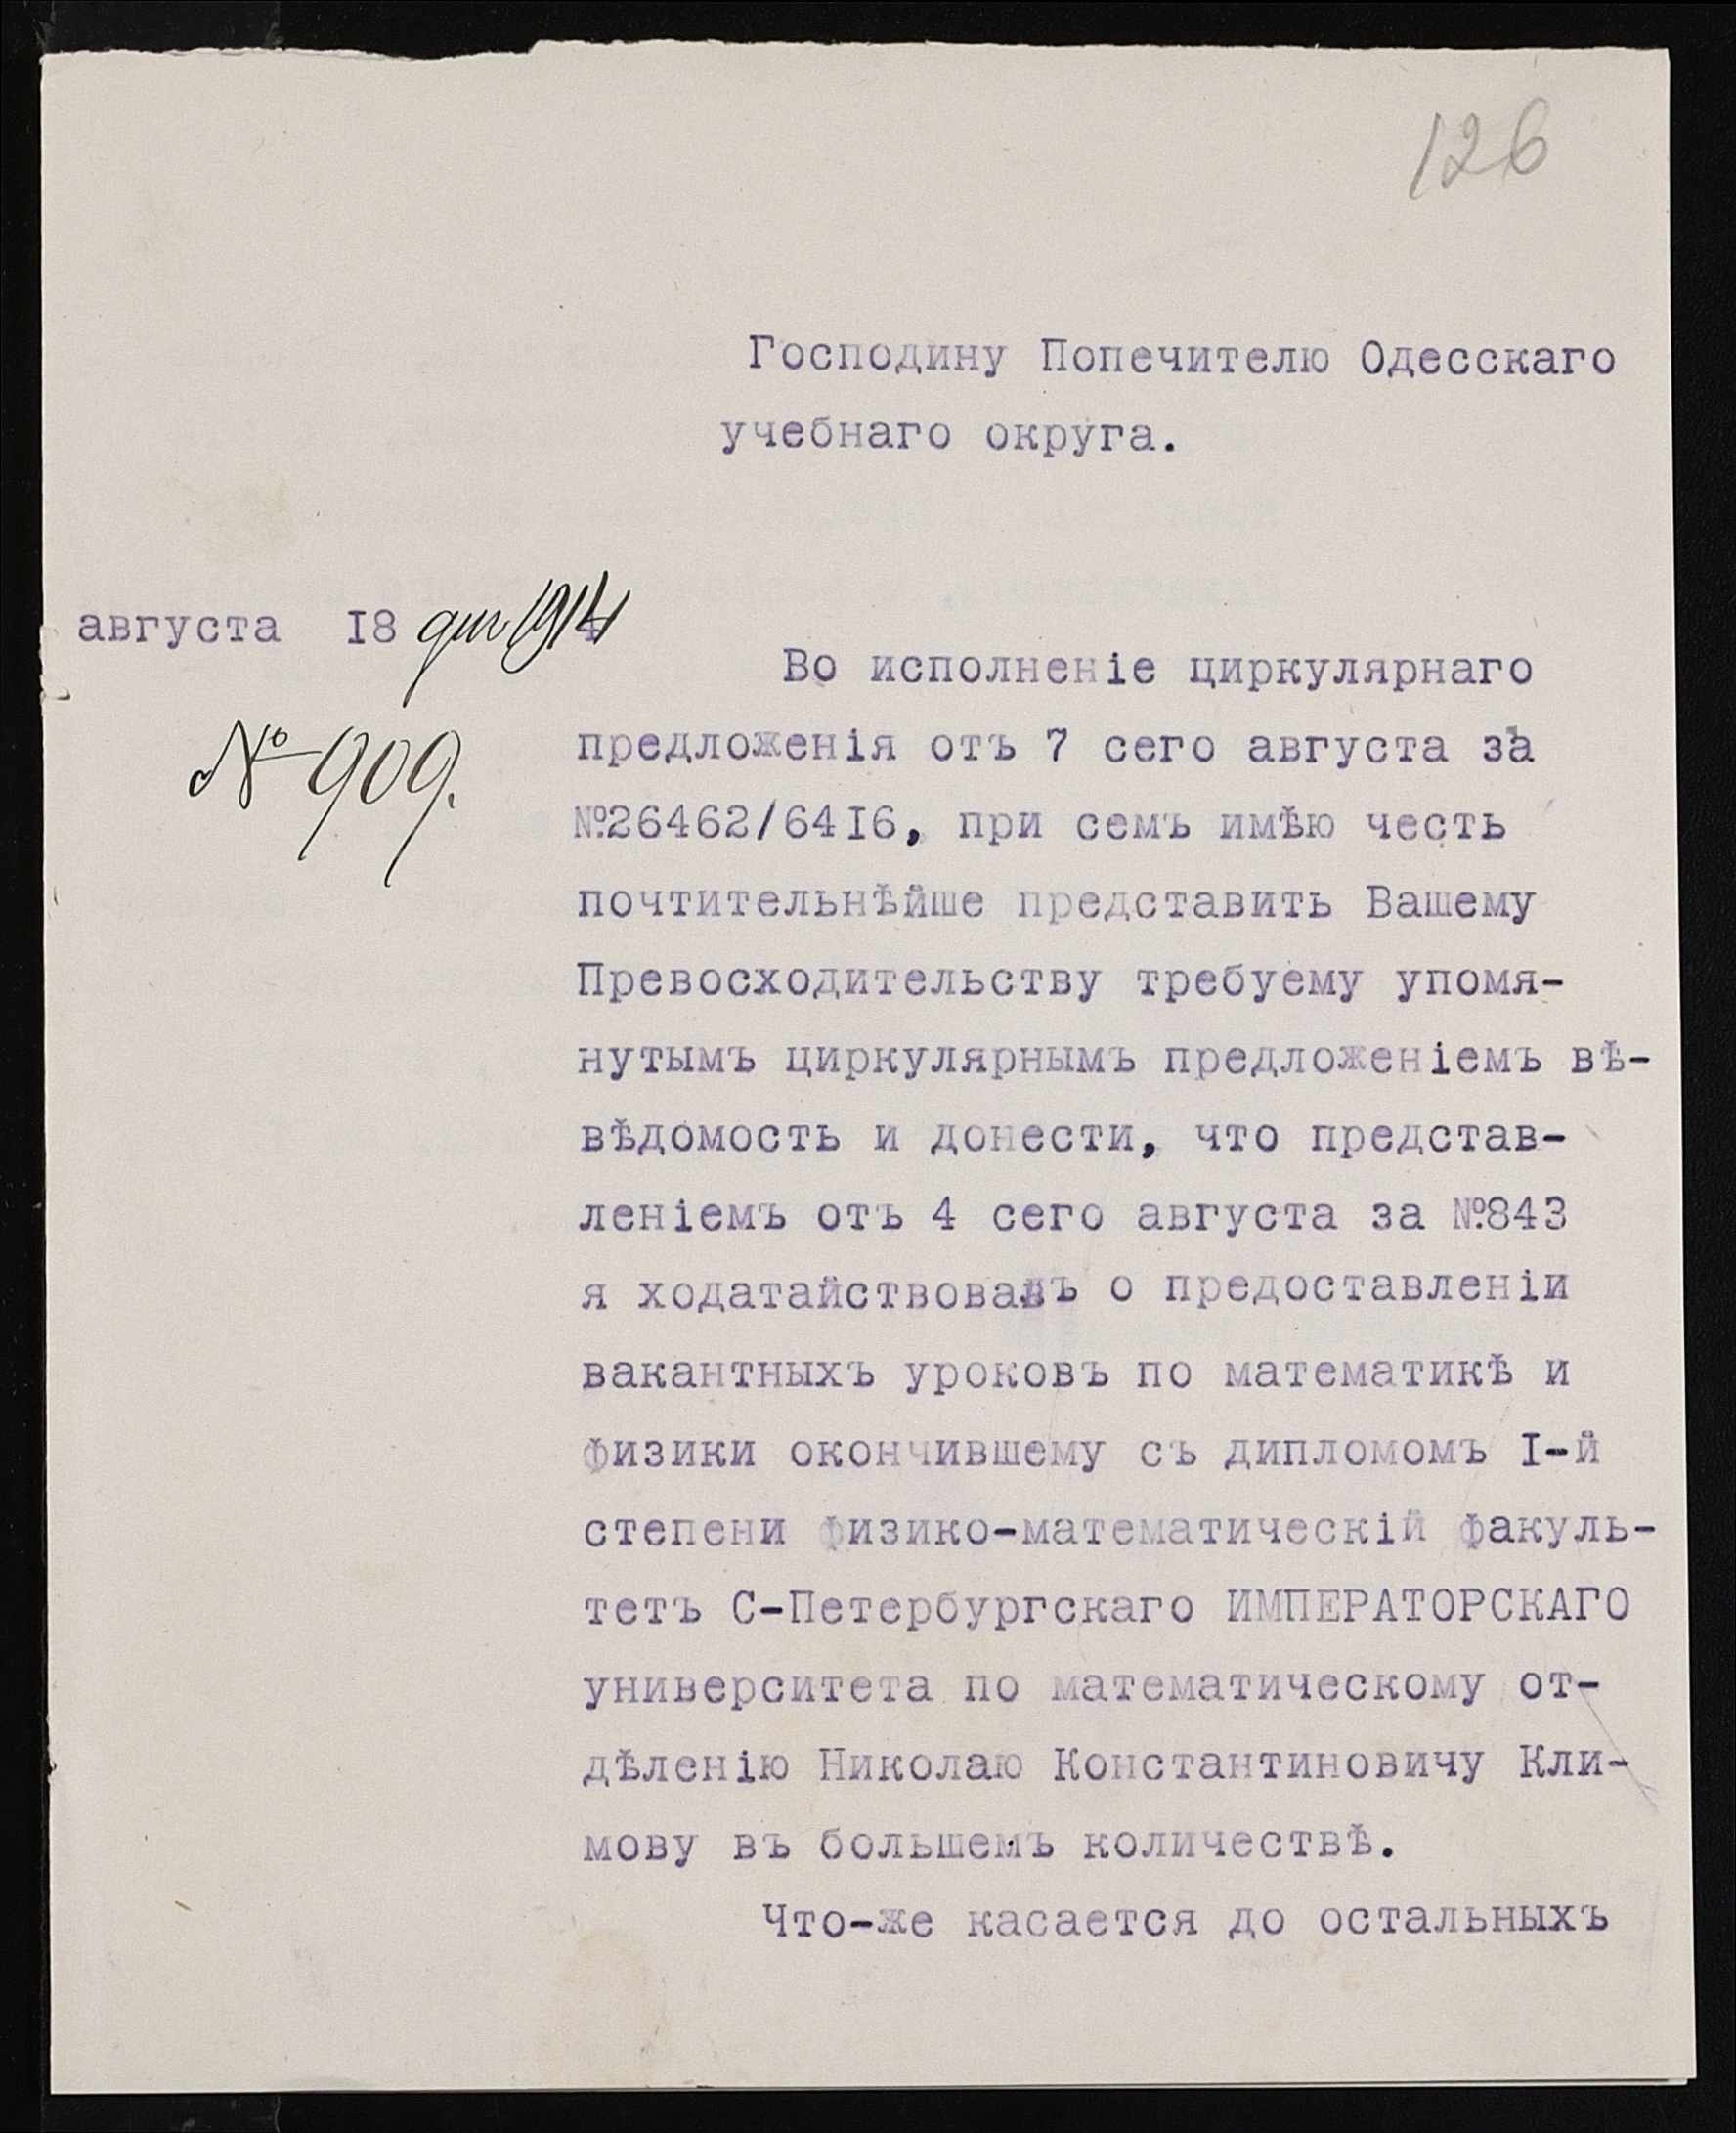 126
Господину Попечителю Одесскаго
учебнаго округа.
августа 18 дня 1914
№ 909.
Во исполненіе циркулярнаго
предложенія отъ 7 сего августа за
№26462/6416, при семъ имѣю честь
почтительнѣйше представить Вашему
Превосходительству требуему упомя-
нутымъ циркулярнымъ предложеніемъ вѣ-
вѣдомость и донести, что представ-
леніемъ отъ 4 сего августа за №843
я ходатайствовалъ о предоставленіи
вакантныхъ уроковъ по математикѣ и
физики окончившему съ дипломомъ I-й
степени физико-математическій факуль-
тетъ С-Петербургскаго ИМПЕРАТОРСКАГО
университета по математическому от-
дѣленію Николаю Константиновичу Кли-
мову въ большемъ количествѣ.
Что-же касается до остальныхъ